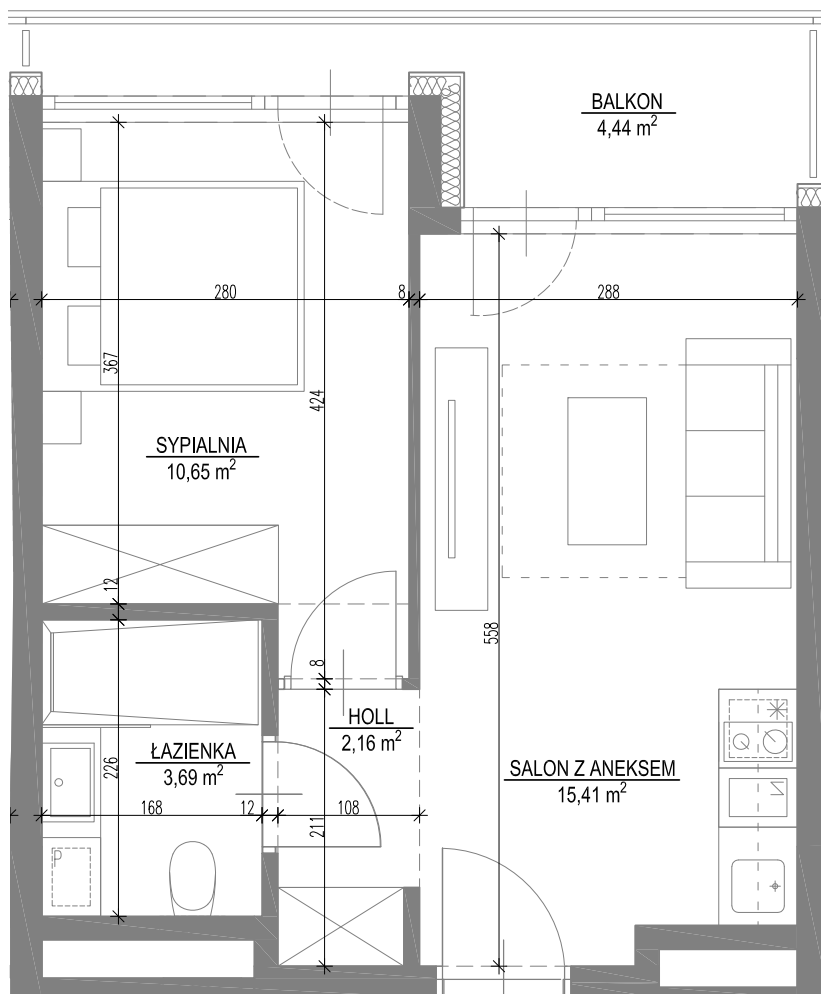 BALKON
4,44 m²
280
8
288
367
424
SYPIALNIA
10,65 m²
12
558
8
HOLL
2,16 m²
ŁAZIENKA
3,69 m²
226
SALON Z ANEKSEM
15,41 m²
168
12
108
211
P